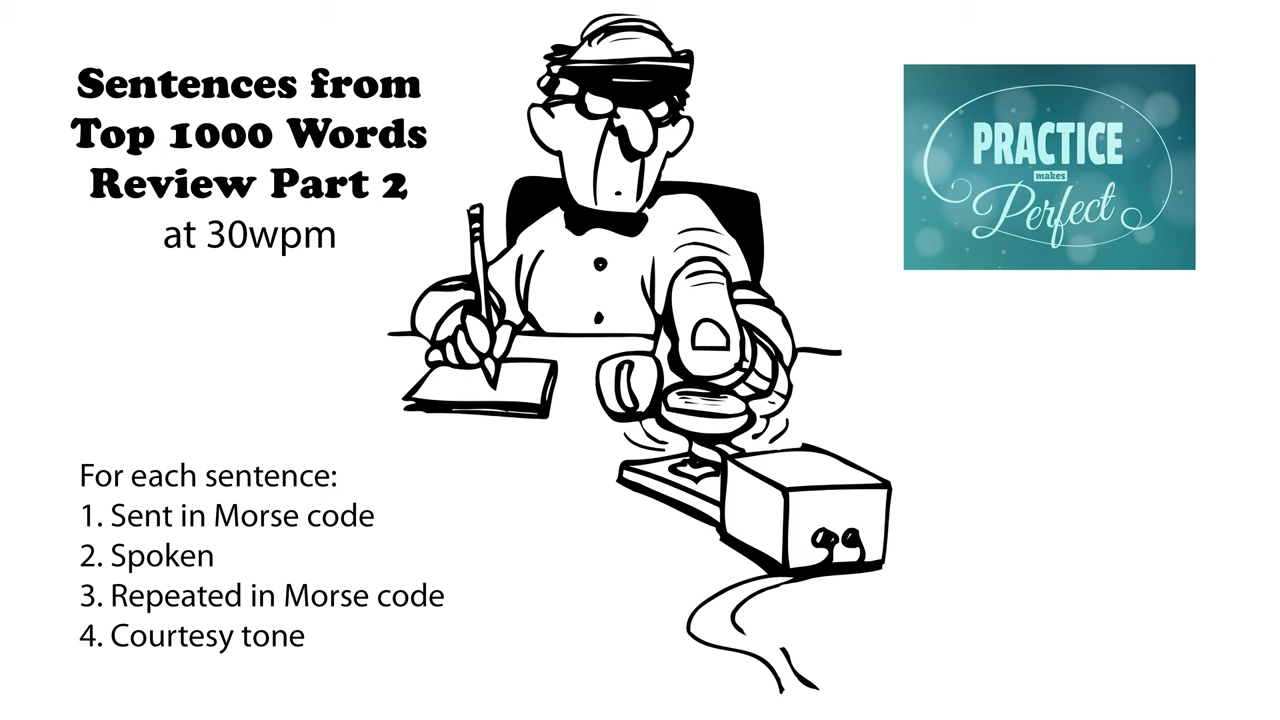 Sentences from
Top 1000 Words
Review Part 2
at 30wpm
PRACTICE
makes
Perfect
For each sentence:
1. Sent in Morse code
2. Spoken
3. Repeated in Morse code
4. Courtesy tone